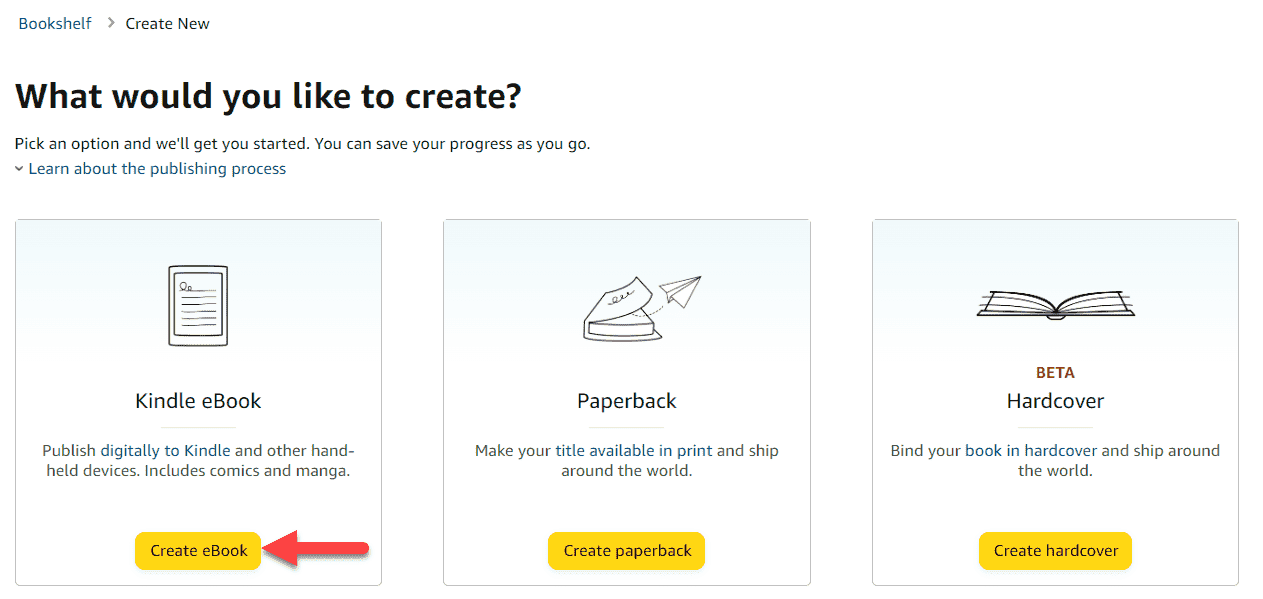 Bookshelf > Create New
What would you like to create?
Pick an option and we'll get you started. You can save your progress as you go.
Learn about the publishing process
Kindle eBook
Publish digitally to Kindle and other hand-
held devices. Includes comics and manga.
Create eBook
Paperback
Make your title available in print and ship
around the world.
Create paperback
BETA
Hardcover
Bind your book in hardcover and ship around
the world.
Create hardcover